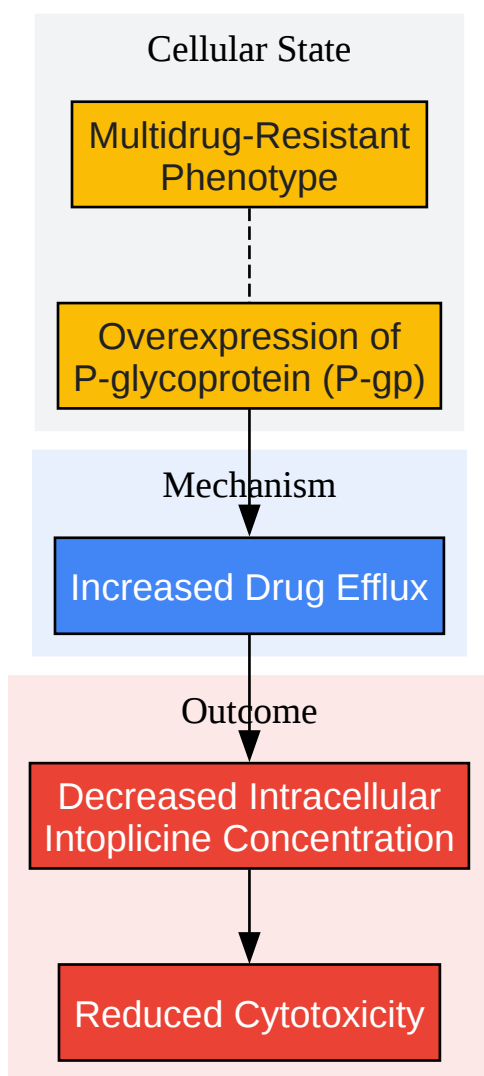 Cellular State
Multidrug-Resistant
Phenotype
Overexpression of
P-glycoprotein (P-gp)
Mechanism
Increased Drug Efflux
Outcome
Decreased Intracellular
Intoplicine Concentration
Reduced Cytotoxicity